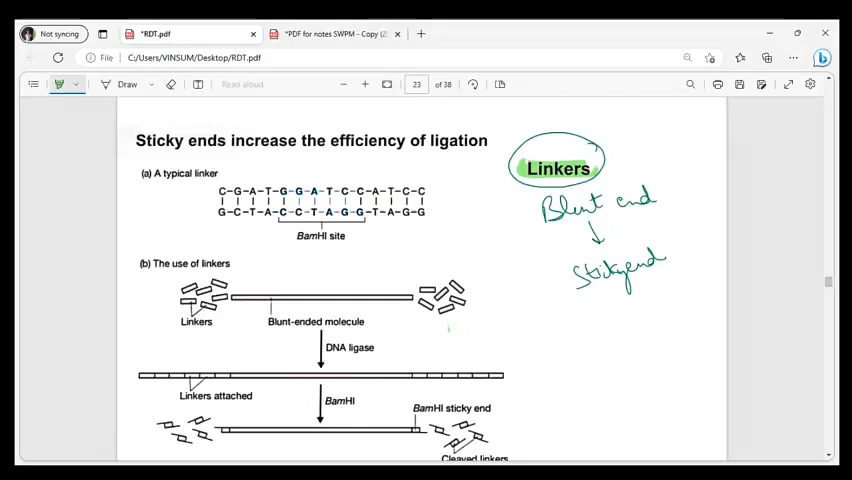 Not syncing
*RDT.pdf
*PDF for notes SWPM - Copy (2
File C:/Users/VINSUM/Desktop/RDT.pdf
Draw
Read aloud
23 of 38
Sticky ends increase the efficiency of ligation
Linkers
Blunt end
Sticky end
(a) A typical linker
C-G-A-T-G-G-A-T-C-C-A-T-C-C
G-C-T-A-C-C-T-A-G-G-T-A-G-G
BamHI site
(b) The use of linkers
Linkers
Blunt-ended molecule
DNA ligase
Linkers attached
BamHI
BamHI sticky end
Cleaved linkers